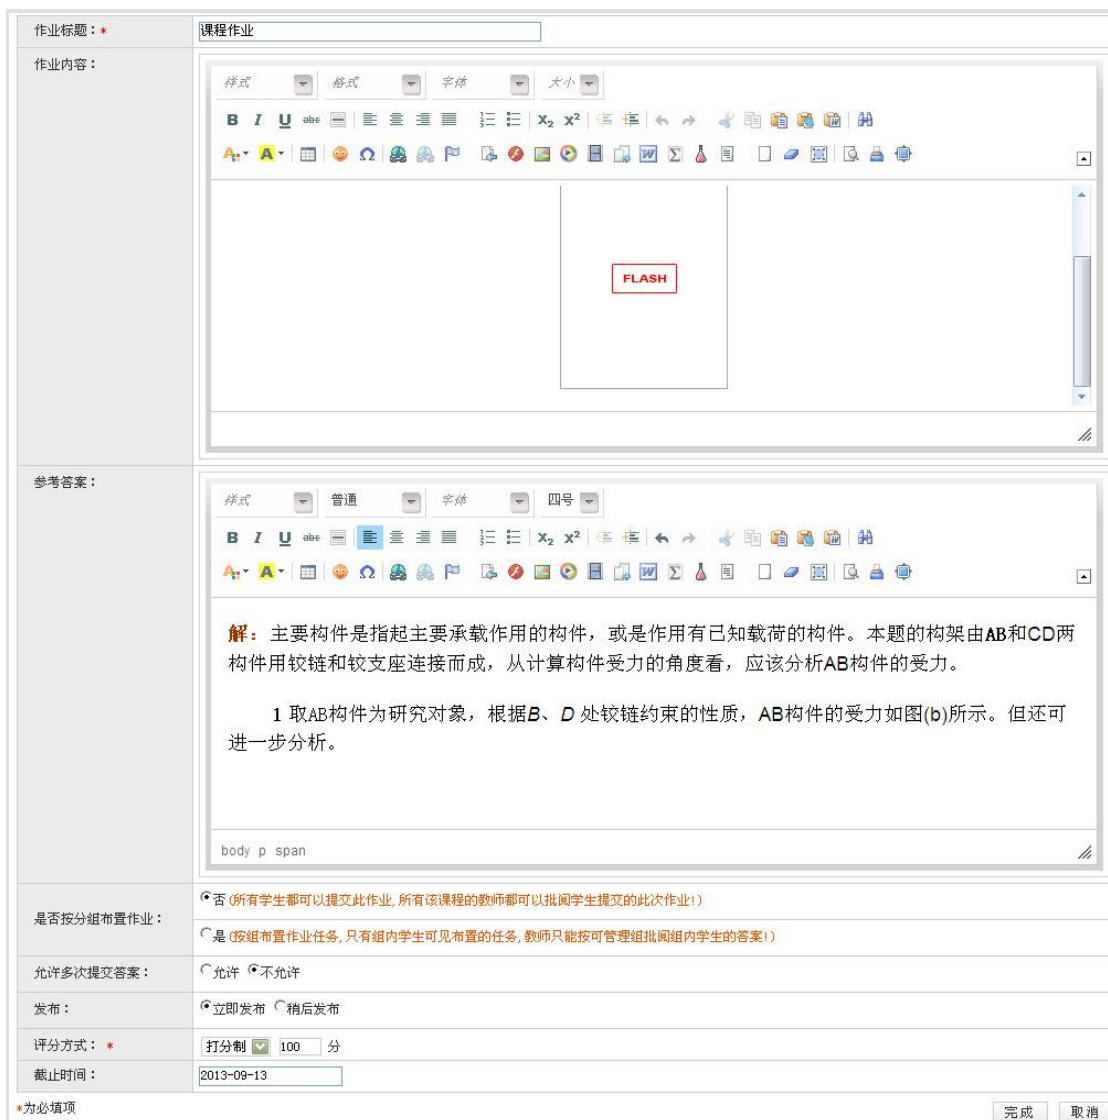 作业标题：*
课程作业
作业内容：
样式 格式 字体 大小
B I U abc X₂ X²
A A Ω W Σ
FLASH
参考答案：
样式 普通 字体 四号
B I U abc X₂ X²
A A Ω W Σ
解：主要构件是指起主要承载作用的构件，或是作用有已知载荷的构件。本题的构架由AB和CD两
构件用铰链和铰支座连接而成，从计算构件受力的角度看，应该分析AB构件的受力。
1 取AB构件为研究对象，根据B、D 处铰链约束的性质，AB构件的受力如图(b)所示。但还可
进一步分析。
body p span
是否按分组布置作业：
否(所有学生都可以提交此作业,所有该课程的教师都可以批阅学生提交的此次作业!)
是(按组布置作业任务,只有组内学生可见布置的任务,教师只能按可管理组批阅组内学生的答案!)
允许多次提交答案：
允许 不允许
发布：
立即发布 稍后发布
评分方式：*
打分制 100 分
截止时间：
2013-09-13
*为必填项
完成 取消